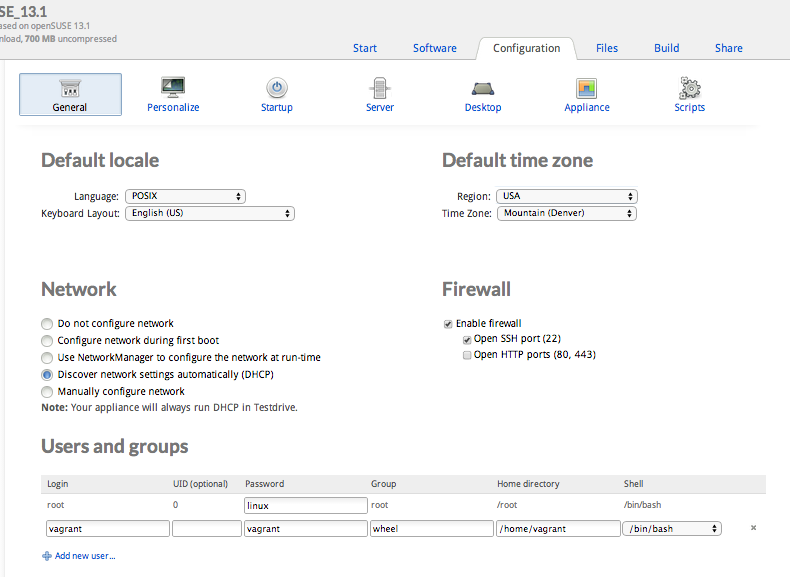 SE_13.1
ased on openSUSE 13.1
nload, 700 MB uncompressed
Start Software Configuration Files Build Share
General Personalize Startup Server Desktop Appliance Scripts
Default locale
Language: POSIX
Keyboard Layout: English (US)
Default time zone
Region: USA
Time Zone: Mountain (Denver)
Network
Do not configure network
Configure network during first boot
Use NetworkManager to configure the network at run-time
Discover network settings automatically (DHCP)
Manually configure network
Note: Your appliance will always run DHCP in Testdrive.
Firewall
Enable firewall
Open SSH port (22)
Open HTTP ports (80, 443)
Users and groups
Login UID (optional) Password Group Home directory Shell
root 0 linux root /root /bin/bash
vagrant vagrant wheel /home/vagrant /bin/bash ×
Add new user...